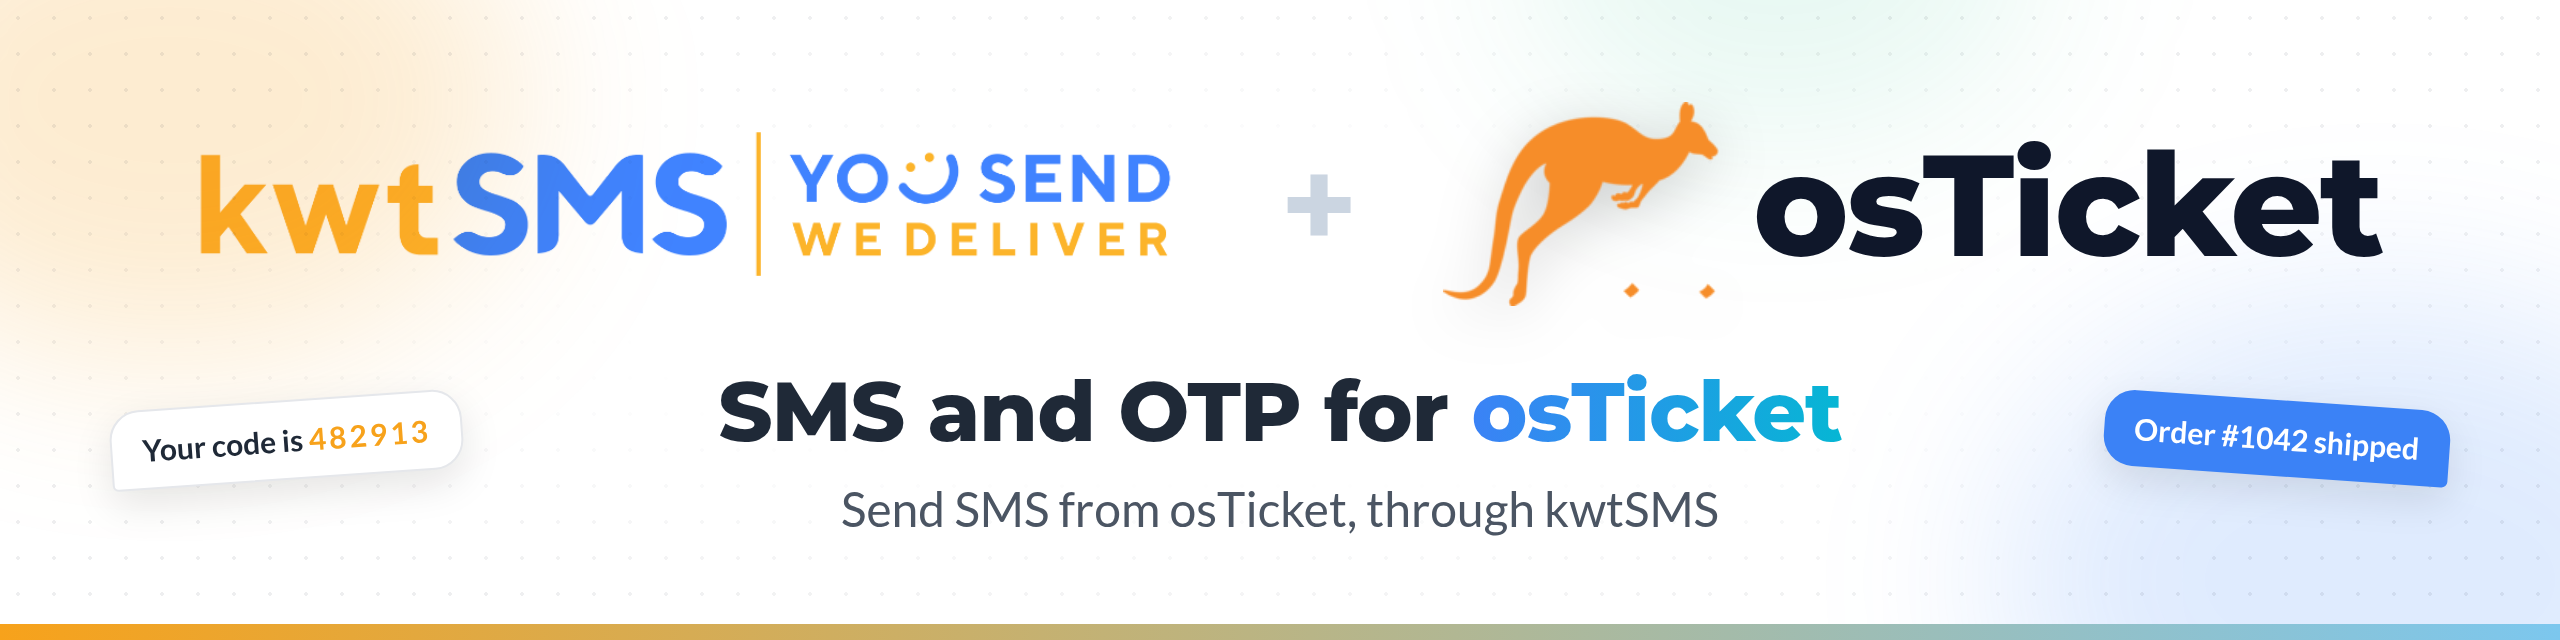 kwtSMS
YOU SEND
WE DELIVER
+
osTicket
SMS and OTP for osTicket
Your code is 482913
Order #1042 shipped
Send SMS from osTicket, through kwtSMS